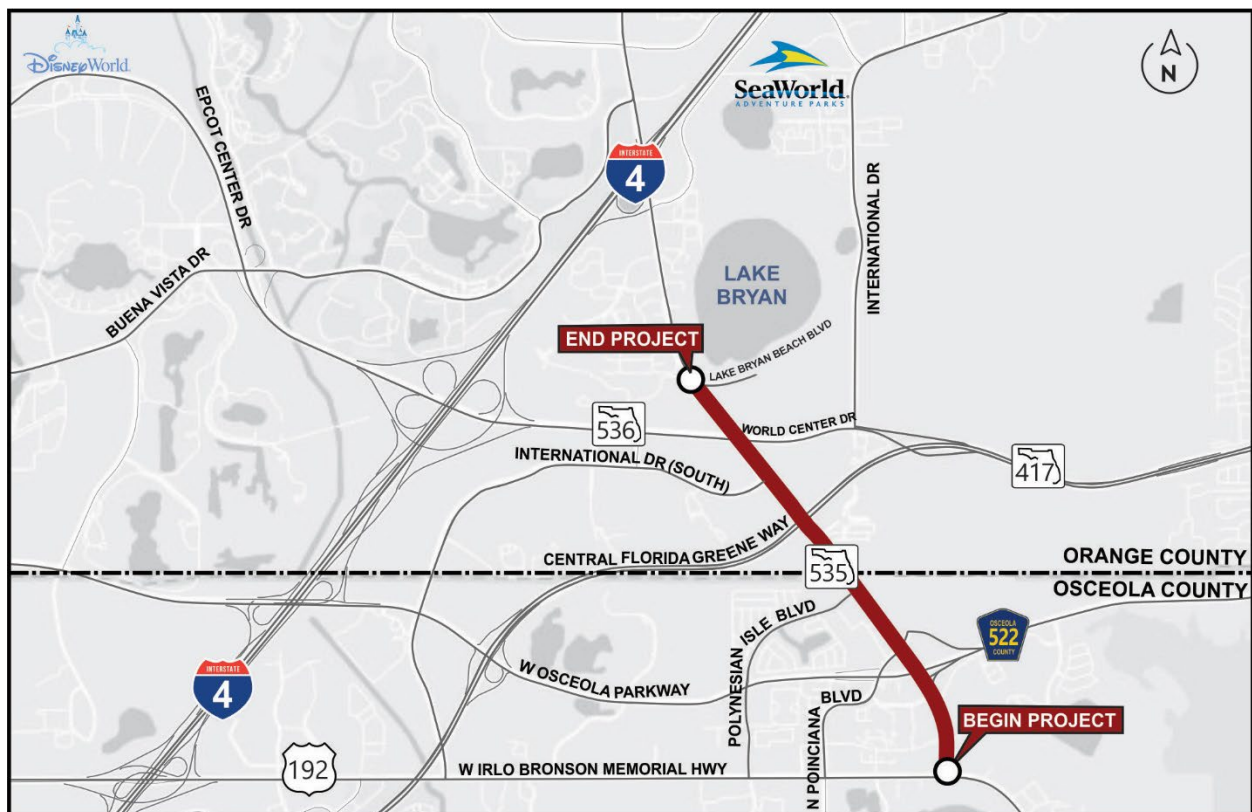 Disney World.
SeaWorld
ADVENTURE PARKS
N
EPCOT CENTER DR
INTERSTATE
4
INTERNATIONAL DR
BUENA VISTA DR
LAKE
BRYAN
END PROJECT
LAKE BRYAN BEACH BLVD
536
WORLD CENTER DR
INTERNATIONAL DR (SOUTH)
417
CENTRAL FLORIDA GREENE WAY
535
ORANGE COUNTY
OSCEOLA COUNTY
POLYNESIAN ISLE BLVD
OSCEOLA
522
COUNTY
W OSCEOLA PARKWAY
INTERSTATE
4
N POINCIANA BLVD
BEGIN PROJECT
192
W IRLO BRONSON MEMORIAL HWY